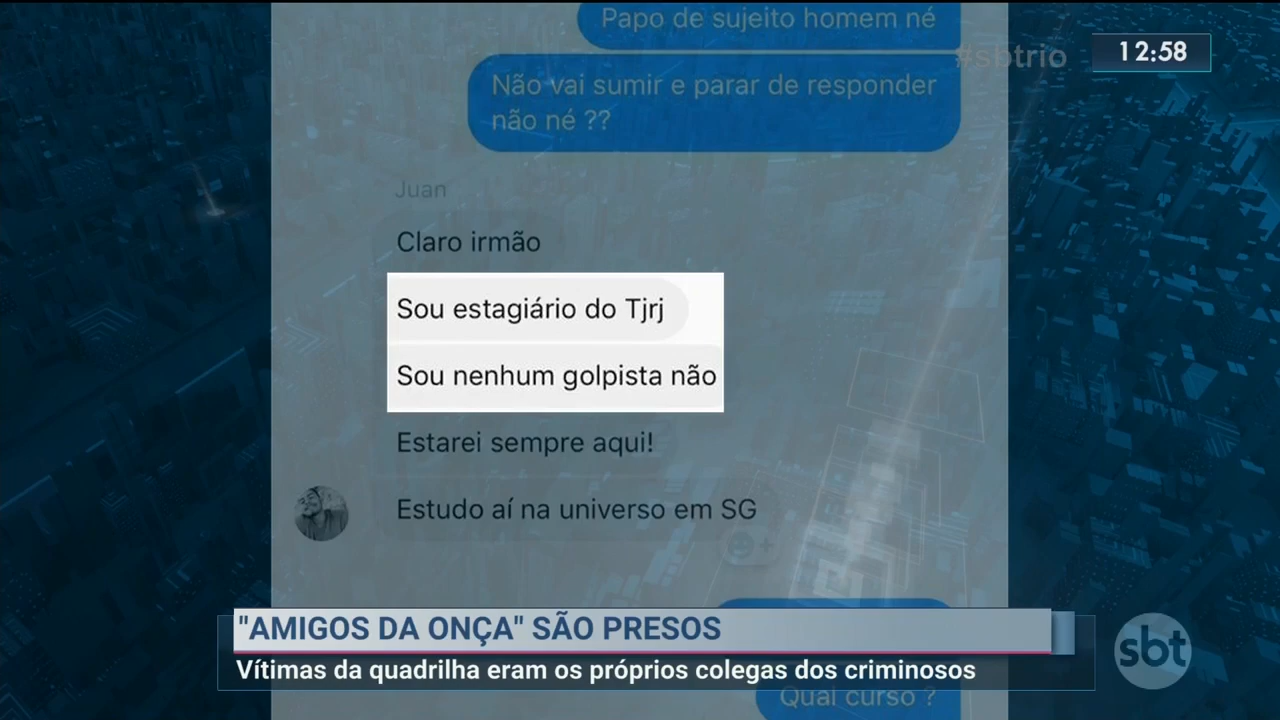 Papo de sujeito homem né
#sbtrio
12:58
Não vai sumir e parar de responder
não né ??
Juan
Claro irmão
Sou estagiário do Tjrj
Sou nenhum golpista não
Estarei sempre aqui!
Estudo aí na universo em SG
"AMIGOS DA ONÇA" SÃO PRESOS
Vítimas da quadrilha eram os próprios colegas dos criminosos
sbt
Qual curso ?